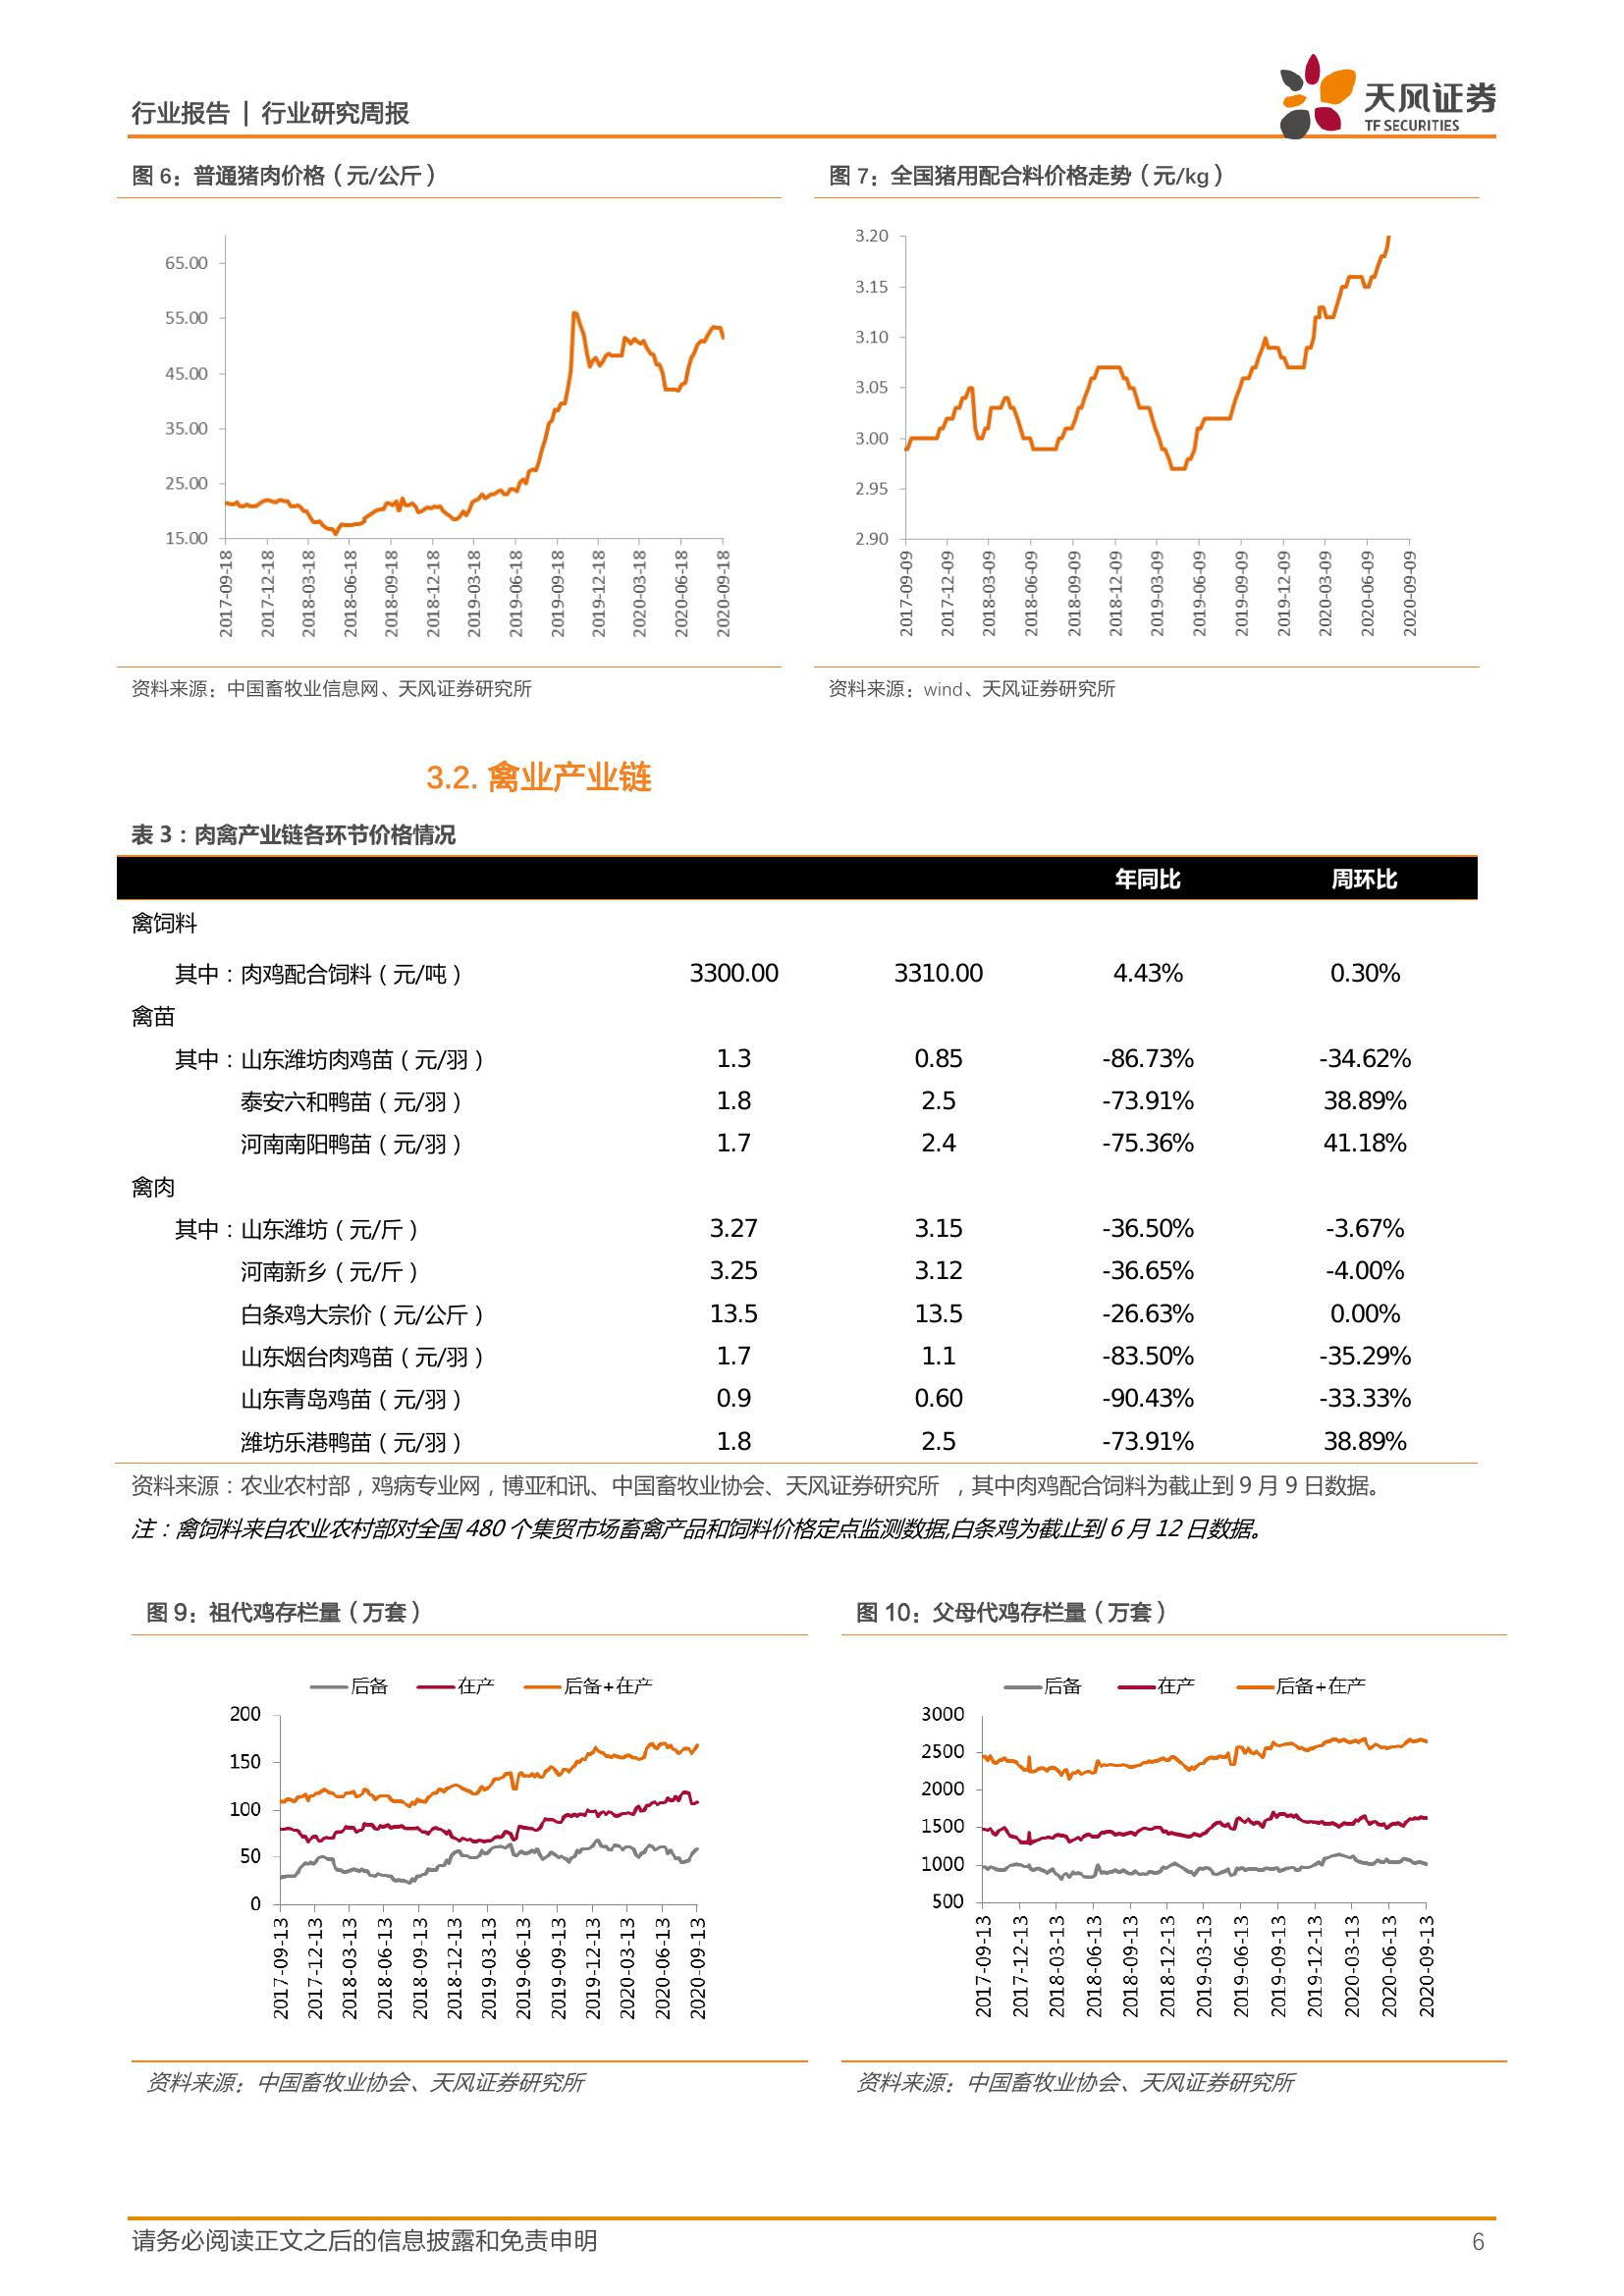 行业报告 | 行业研究周报
天风证券
TF SECURITIES
图 6：普通猪肉价格（元/公斤）
65.00
55.00
45.00
35.00
25.00
15.00
2017-09-18
2017-12-18
2018-03-18
2018-06-18
2018-09-18
2018-12-18
2019-03-18
2019-06-18
2019-09-18
2019-12-18
2020-03-18
2020-06-18
2020-09-18
资料来源：中国畜牧业信息网、天风证券研究所
图 7：全国猪用配合料价格走势（元/kg）
3.20
3.15
3.10
3.05
3.00
2.95
2.90
2017-09-09
2017-12-09
2018-03-09
2018-06-09
2018-09-09
2018-12-09
2019-03-09
2019-06-09
2019-09-09
2019-12-09
2020-03-09
2020-06-09
2020-09-09
资料来源：wind、天风证券研究所
3.2. 禽业产业链
表 3：肉禽产业链各环节价格情况
年同比 周环比
禽饲料
其中：肉鸡配合饲料（元/吨） 3300.00 3310.00 4.43% 0.30%
禽苗
其中：山东潍坊肉鸡苗（元/羽） 1.3 0.85 -86.73% -34.62%
泰安六和鸭苗（元/羽） 1.8 2.5 -73.91% 38.89%
河南南阳鸭苗（元/羽） 1.7 2.4 -75.36% 41.18%
禽肉
其中：山东潍坊（元/斤） 3.27 3.15 -36.50% -3.67%
河南新乡（元/斤） 3.25 3.12 -36.65% -4.00%
白条鸡大宗价（元/公斤） 13.5 13.5 -26.63% 0.00%
山东烟台肉鸡苗（元/羽） 1.7 1.1 -83.50% -35.29%
山东青岛鸡苗（元/羽） 0.9 0.60 -90.43% -33.33%
潍坊乐港鸭苗（元/羽） 1.8 2.5 -73.91% 38.89%
资料来源：农业农村部，鸡病专业网，博亚和讯、中国畜牧业协会、天风证券研究所 ，其中肉鸡配合饲料为截止到 9 月 9 日数据。
注：禽饲料来自农业农村部对全国 480 个集贸市场畜禽产品和饲料价格定点监测数据,白条鸡为截止到 6 月 12 日数据。
图 9：祖代鸡存栏量（万套）
后备 在产 后备+在产
200
150
100
50
0
2017-09-13
2017-12-13
2018-03-13
2018-06-13
2018-09-13
2018-12-13
2019-03-13
2019-06-13
2019-09-13
2019-12-13
2020-03-13
2020-06-13
2020-09-13
资料来源：中国畜牧业协会、天风证券研究所
图 10：父母代鸡存栏量（万套）
后备 在产 后备+在产
3000
2500
2000
1500
1000
500
2017-09-13
2017-12-13
2018-03-13
2018-06-13
2018-09-13
2018-12-13
2019-03-13
2019-06-13
2019-09-13
2019-12-13
2020-03-13
2020-06-13
2020-09-13
资料来源：中国畜牧业协会、天风证券研究所
请务必阅读正文之后的信息披露和免责申明 6